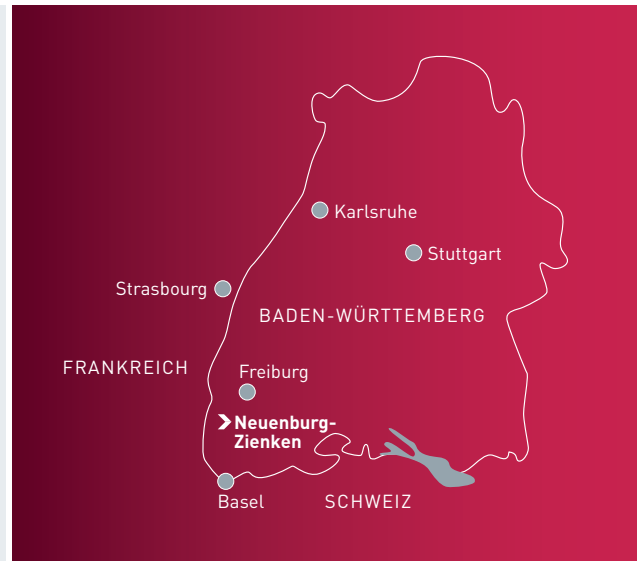 Karlsruhe
Stuttgart
Strasbourg
BADEN-WÜRTTEMBERG
FRANKREICH
Freiburg
Neuenburg-
Zienken
Basel
SCHWEIZ